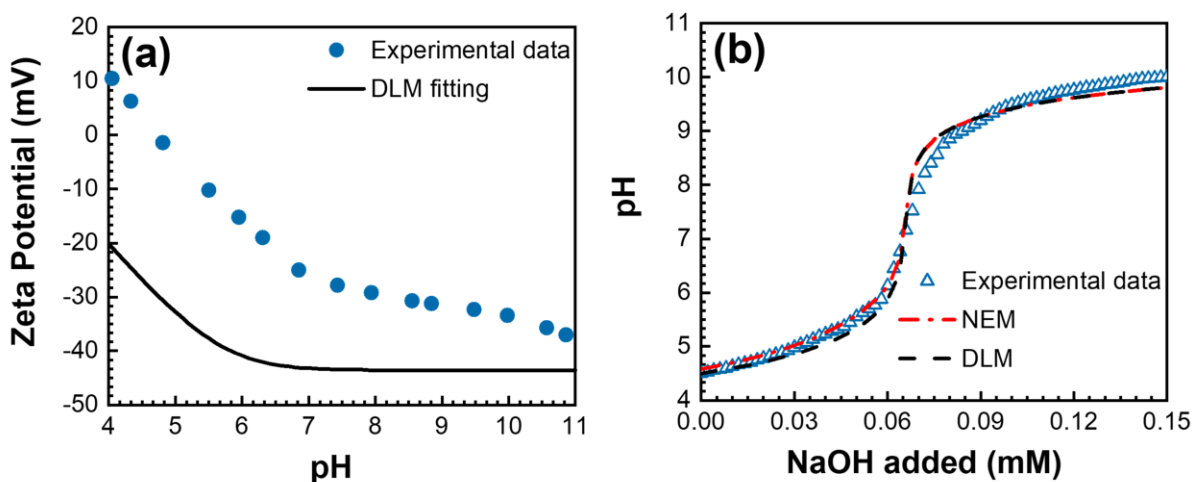 (a)
Experimental data
DLM fitting
Zeta Potential (mV)
20
10
0
-10
-20
-30
-40
-50
4 5 6 7 8 9 10 11
pH
(b)
pH
11
10
9
8
7
6
5
4
Experimental data
NEM
DLM
0.00 0.03 0.06 0.09 0.12 0.15
NaOH added (mM)